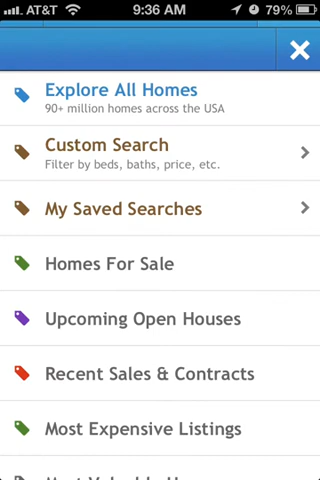 AT&T 9:36 AM 79%
Explore All Homes
90+ million homes across the USA
Custom Search
Filter by beds, baths, price, etc.
My Saved Searches
Homes For Sale
Upcoming Open Houses
Recent Sales & Contracts
Most Expensive Listings